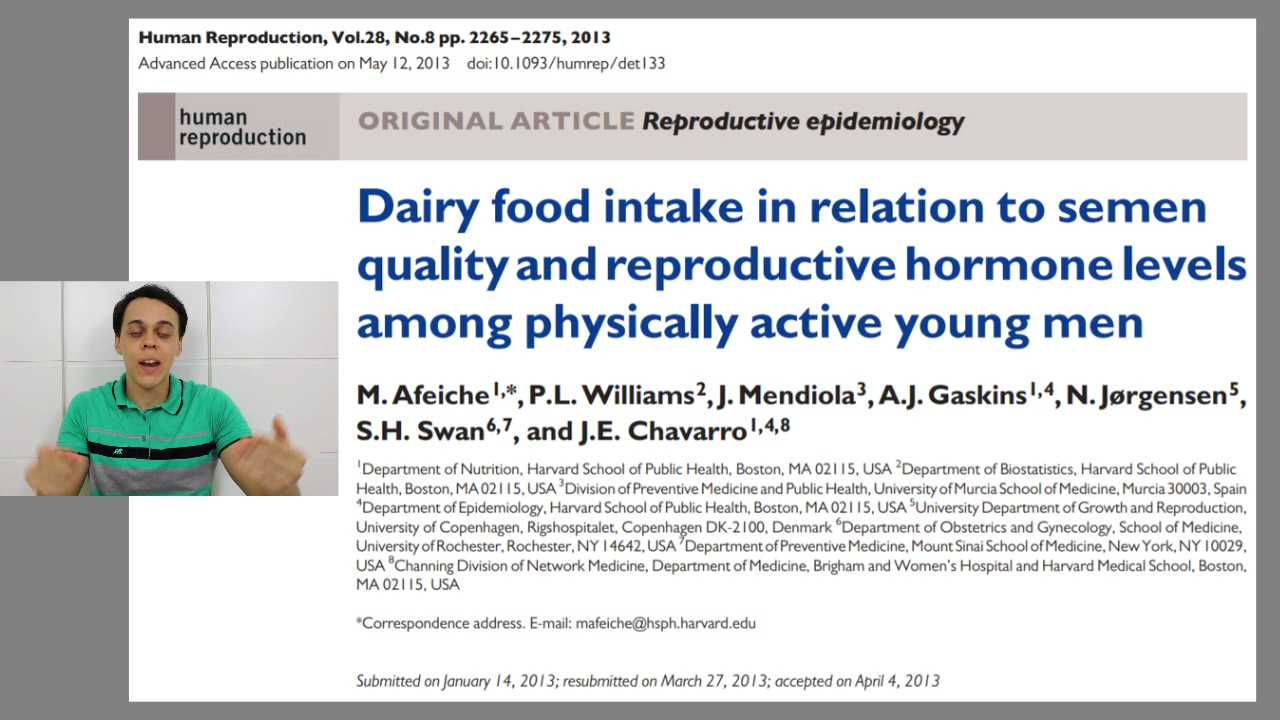 Human Reproduction, Vol.28, No.8 pp. 2265–2275, 2013
Advanced Access publication on May 12, 2013 doi:10.1093/humrep/det133
human
reproduction
ORIGINAL ARTICLE Reproductive epidemiology
Dairy food intake in relation to semen
quality and reproductive hormone levels
among physically active young men
M. Afeiche1,*, P.L. Williams2, J. Mendiola3, A.J. Gaskins1,4, N. Jørgensen5,
S.H. Swan6,7, and J.E. Chavarro1,4,8
1Department of Nutrition, Harvard School of Public Health, Boston, MA 02115, USA 2Department of Biostatistics, Harvard School of Public
Health, Boston, MA 02115, USA 3Division of Preventive Medicine and Public Health, University of Murcia School of Medicine, Murcia 30003, Spain
4Department of Epidemiology, Harvard School of Public Health, Boston, MA 02115, USA 5University Department of Growth and Reproduction,
University of Copenhagen, Rigshospitalet, Copenhagen DK-2100, Denmark 6Department of Obstetrics and Gynecology, School of Medicine,
University of Rochester, Rochester, NY 14642, USA 7Department of Preventive Medicine, Mount Sinai School of Medicine, New York, NY 10029,
USA 8Channing Division of Network Medicine, Department of Medicine, Brigham and Women's Hospital and Harvard Medical School, Boston,
MA 02115, USA
*Correspondence address. E-mail: mafeiche@hsph.harvard.edu
Submitted on January 14, 2013; resubmitted on March 27, 2013; accepted on April 4, 2013